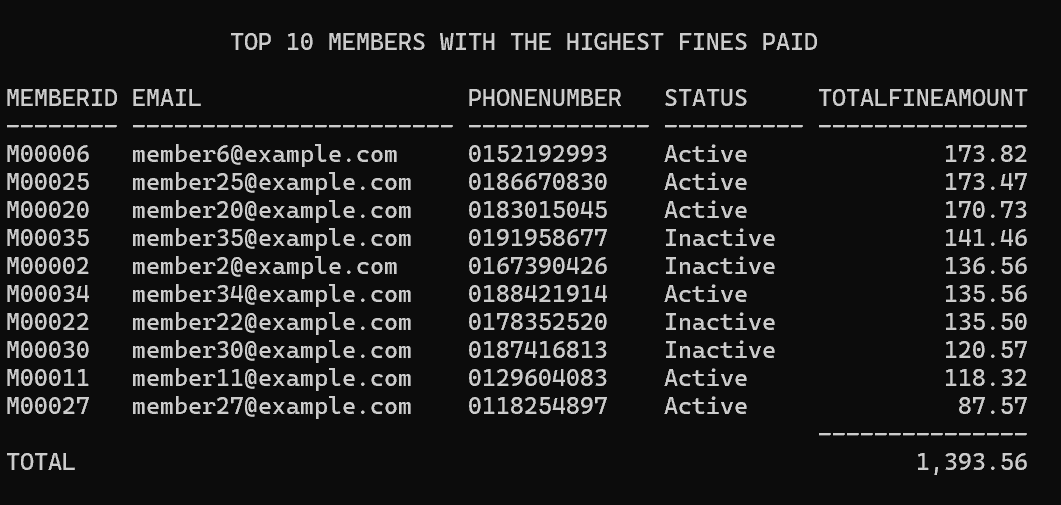 TOP 10 MEMBERS WITH THE HIGHEST FINES PAID
MEMBERID EMAIL                   PHONENUMBER   STATUS     TOTALFINEAMOUNT
-------- ----------------------- ------------- ---------- ---------------
M00006   member6@example.com     0152192993    Active              173.82
M00025   member25@example.com    0186670830    Active              173.47
M00020   member20@example.com    0183015045    Active              170.73
M00035   member35@example.com    0191958677    Inactive            141.46
M00002   member2@example.com     0167390426    Inactive            136.56
M00034   member34@example.com    0188421914    Active              135.56
M00022   member22@example.com    0178352520    Inactive            135.50
M00030   member30@example.com    0187416813    Inactive            120.57
M00011   member11@example.com    0129604083    Active              118.32
M00027   member27@example.com    0118254897    Active               87.57
                                                          ---------------
TOTAL                                                            1,393.56